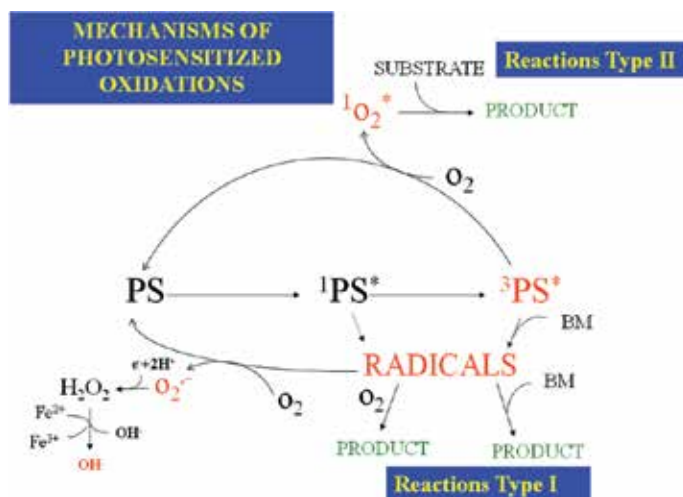 MECHANISMS OF
PHOTOSENSITIZED
OXIDATIONS
SUBSTRATE
Reactions Type II
¹O₂*
PRODUCT
O₂
PS
¹PS*
³PS*
BM
RADICALS
e⁻+2H⁺
H₂O₂
O₂·⁻
O₂
O₂
BM
Fe²⁺
Fe³⁺
OH⁻
OH
PRODUCT
PRODUCT
Reactions Type I